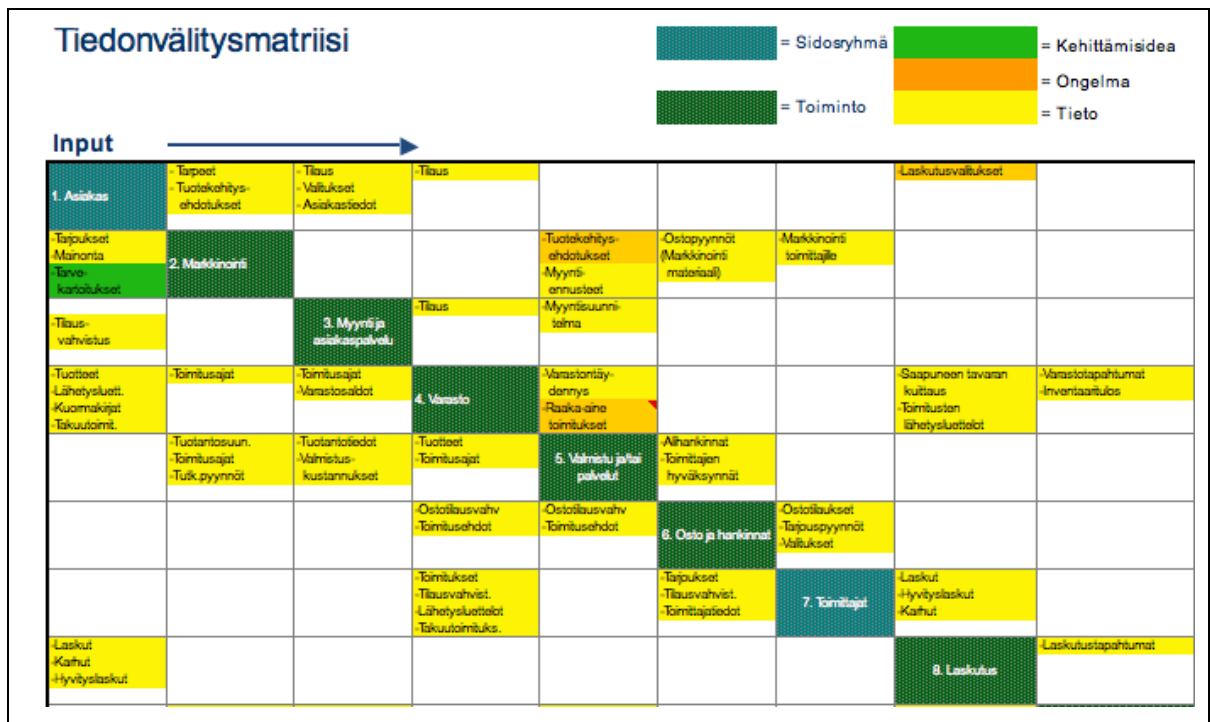 Tiedonvälitysmatriisi
= Sidosryhmä
= Kehittämisidea
= Ongelma
= Toiminto
= Tieto
Input
1. Asiakas
- Tarpeet
- Tuotekehitys-
ehdotukset
- Tilaus
- Valitukset
- Asiakastiedot
-Tilaus
-Laskutusvalitukset
-Tarjoukset
-Mainonta
-Tarve-
kartoitukset
2. Markkinointi
-Tuotekehitys-
ehdotukset
-Myynti-
ennusteet
-Ostopyynnöt
(Markkinointi
materiaali)
-Markkinointi
toimittajille
-Tilaus-
vahvistus
3. Myynti ja
asiakaspalvelu
-Tilaus
-Myyntisuunni-
telma
-Tuotteet
-Lähetysluett.
-Kuormakirjat
-Takuutoimit.
-Toimitusajat
-Toimitusajat
-Varastosaldot
4. Varasto
-Varastontäy-
dennys
-Raaka-aine
toimitukset
-Saapuneen tavaran
kuittaus
-Toimitusten
lähetysluettelot
-Varastotapahtumat
-Inventaaritulos
-Tuotantosuun.
-Toimitusajat
-Tutk.pyynnöt
-Tuotantotiedot
-Valmistus-
kustannukset
-Tuotteet
-Toimitusajat
5. Valmistu ja/tai
palvelut
-Alihankinnat
-Toimittajien
hyväksynnät
-Ostotilausvahv
-Toimitusehdot
-Ostotilausvahv
-Toimitusehdot
6. Osto ja hankinnat
-Ostotilaukset
-Tarjouspyynnöt
-Valitukset
-Toimitukset
-Tilausvahvist.
-Lähetysluettelot
-Takuutoimituks.
-Tarjoukset
-Tilausvahvist.
-Toimittajatiedot
7. Toimittajat
-Laskut
-Hyvityslaskut
-Karhut
-Laskut
-Karhut
-Hyvityslaskut
8. Laskutus
-Laskutustapahtumat